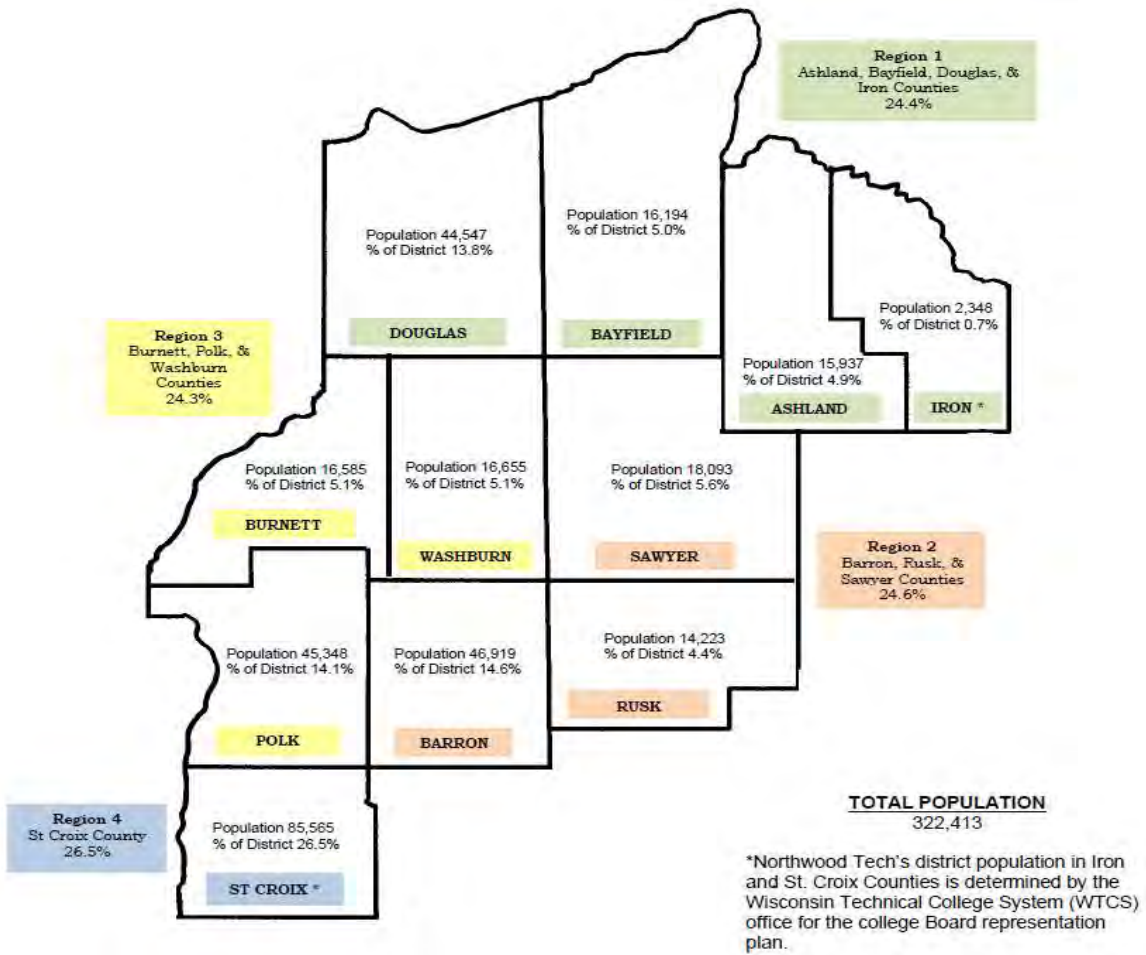 Region 1
Ashland, Bayfield, Douglas, &
Iron Counties
24.4%
Population 16,194
% of District 5.0%
Population 44,547
% of District 13.8%
Population 2,348
% of District 0.7%
DOUGLAS
BAYFIELD
Region 3
Burnett, Polk, &
Washburn
Counties
24.3%
Population 15,937
% of District 4.9%
ASHLAND
IRON *
Population 16,585
% of District 5.1%
Population 16,655
% of District 5.1%
Population 18,093
% of District 5.6%
BURNETT
WASHBURN
SAWYER
Region 2
Barron, Rusk, &
Sawyer Counties
24.6%
Population 45,348
% of District 14.1%
Population 46,919
% of District 14.6%
Population 14,223
% of District 4.4%
RUSK
POLK
BARRON
Region 4
St Croix County
26.5%
Population 85,565
% of District 26.5%
ST CROIX *
TOTAL POPULATION
322,413
*Northwood Tech's district population in Iron
and St. Croix Counties is determined by the
Wisconsin Technical College System (WTCS)
office for the college Board representation
plan.